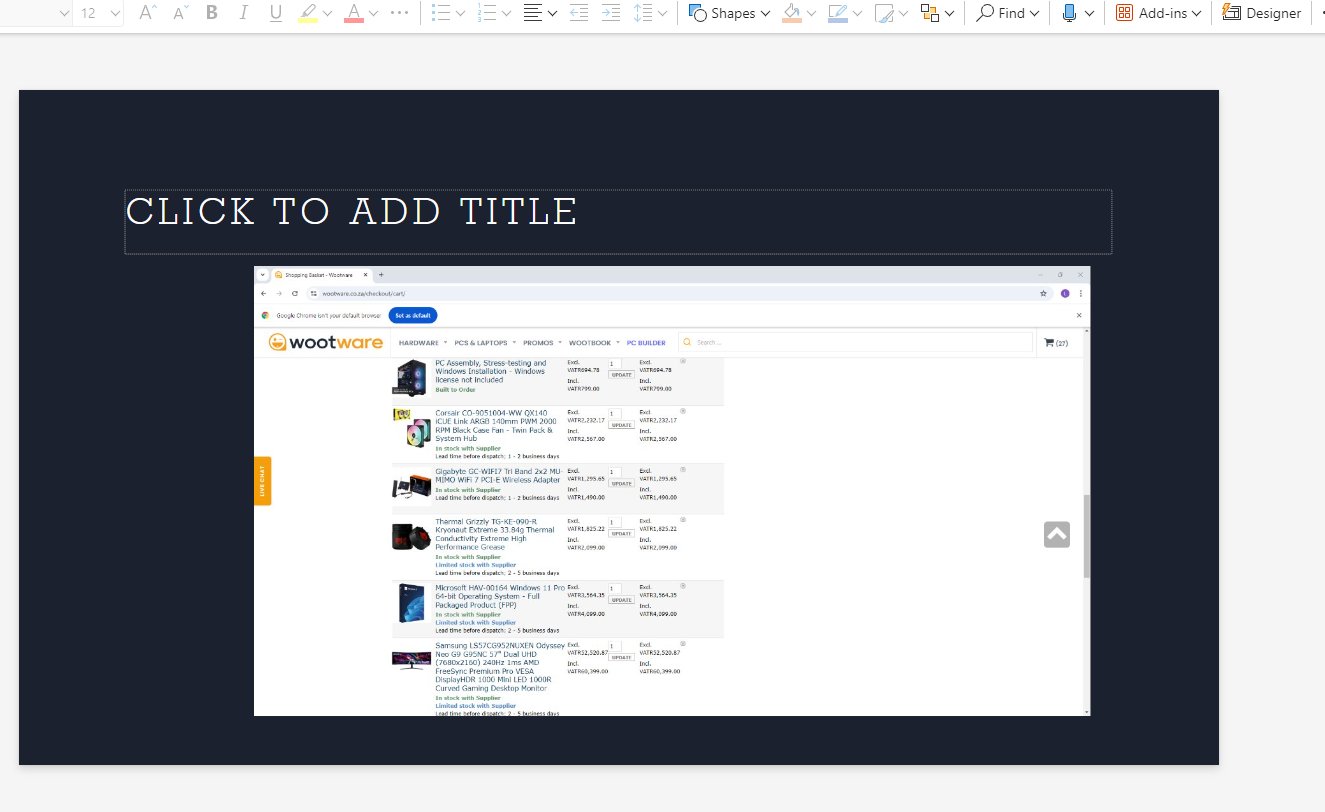 12 A A B I U A Shapes Find Add-ins Designer
CLICK TO ADD TITLE
Shopping Basket - Wootware
wootware.co.za/checkout/cart/
Google Chrome isn't your default browser Set as default
wootware HARDWARE PCS & LAPTOPS PROMOS WOOTBOOK PC BUILDER Search ... (27)
PC Assembly, Stress-testing and
Windows Installation - Windows
license not included
Built to Order
Excl.
VATR694.78
Incl.
VATR799.00
1
UPDATE
Excl.
VATR694.78
Incl.
VATR799.00
Corsair CO-9051004-WW QX140
iCUE Link ARGB 140mm PWM 2000
RPM Black Case Fan - Twin Pack &
System Hub
In stock with Supplier
Lead time before dispatch: 1 - 2 business days
Excl.
VATR2,232.17
Incl.
VATR2,567.00
1
UPDATE
Excl.
VATR2,232.17
Incl.
VATR2,567.00
LIVE CHAT
Gigabyte GC-WIFI7 Tri Band 2x2 MU-
MIMO WiFi 7 PCI-E Wireless Adapter
In stock with Supplier
Lead time before dispatch: 1 - 2 business days
Excl.
VATR1,295.65
Incl.
VATR1,490.00
1
UPDATE
Excl.
VATR1,295.65
Incl.
VATR1,490.00
Thermal Grizzly TG-KE-090-R
Kryonaut Extreme 33.84g Thermal
Conductivity Extreme High
Performance Grease
In stock with Supplier
Limited stock with Supplier
Lead time before dispatch: 2 - 5 business days
Excl.
VATR1,825.22
Incl.
VATR2,099.00
1
UPDATE
Excl.
VATR1,825.22
Incl.
VATR2,099.00
Microsoft HAV-00164 Windows 11 Pro
64-bit Operating System - Full
Packaged Product (FPP)
In stock with Supplier
Limited stock with Supplier
Lead time before dispatch: 2 - 5 business days
Excl.
VATR3,564.35
Incl.
VATR4,099.00
1
UPDATE
Excl.
VATR3,564.35
Incl.
VATR4,099.00
Samsung LS57CG952NUXEN Odyssey
Neo G9 G95NC 57" Dual UHD
(7680x2160) 240Hz 1ms AMD
FreeSync Premium Pro VESA
DisplayHDR 1000 Mini LED 1000R
Curved Gaming Desktop Monitor
In stock with Supplier
Limited stock with Supplier
Lead time before dispatch: 2 - 5 business days
Excl.
VATR52,520.87
Incl.
VATR60,399.00
1
UPDATE
Excl.
VATR52,520.87
Incl.
VATR60,399.00